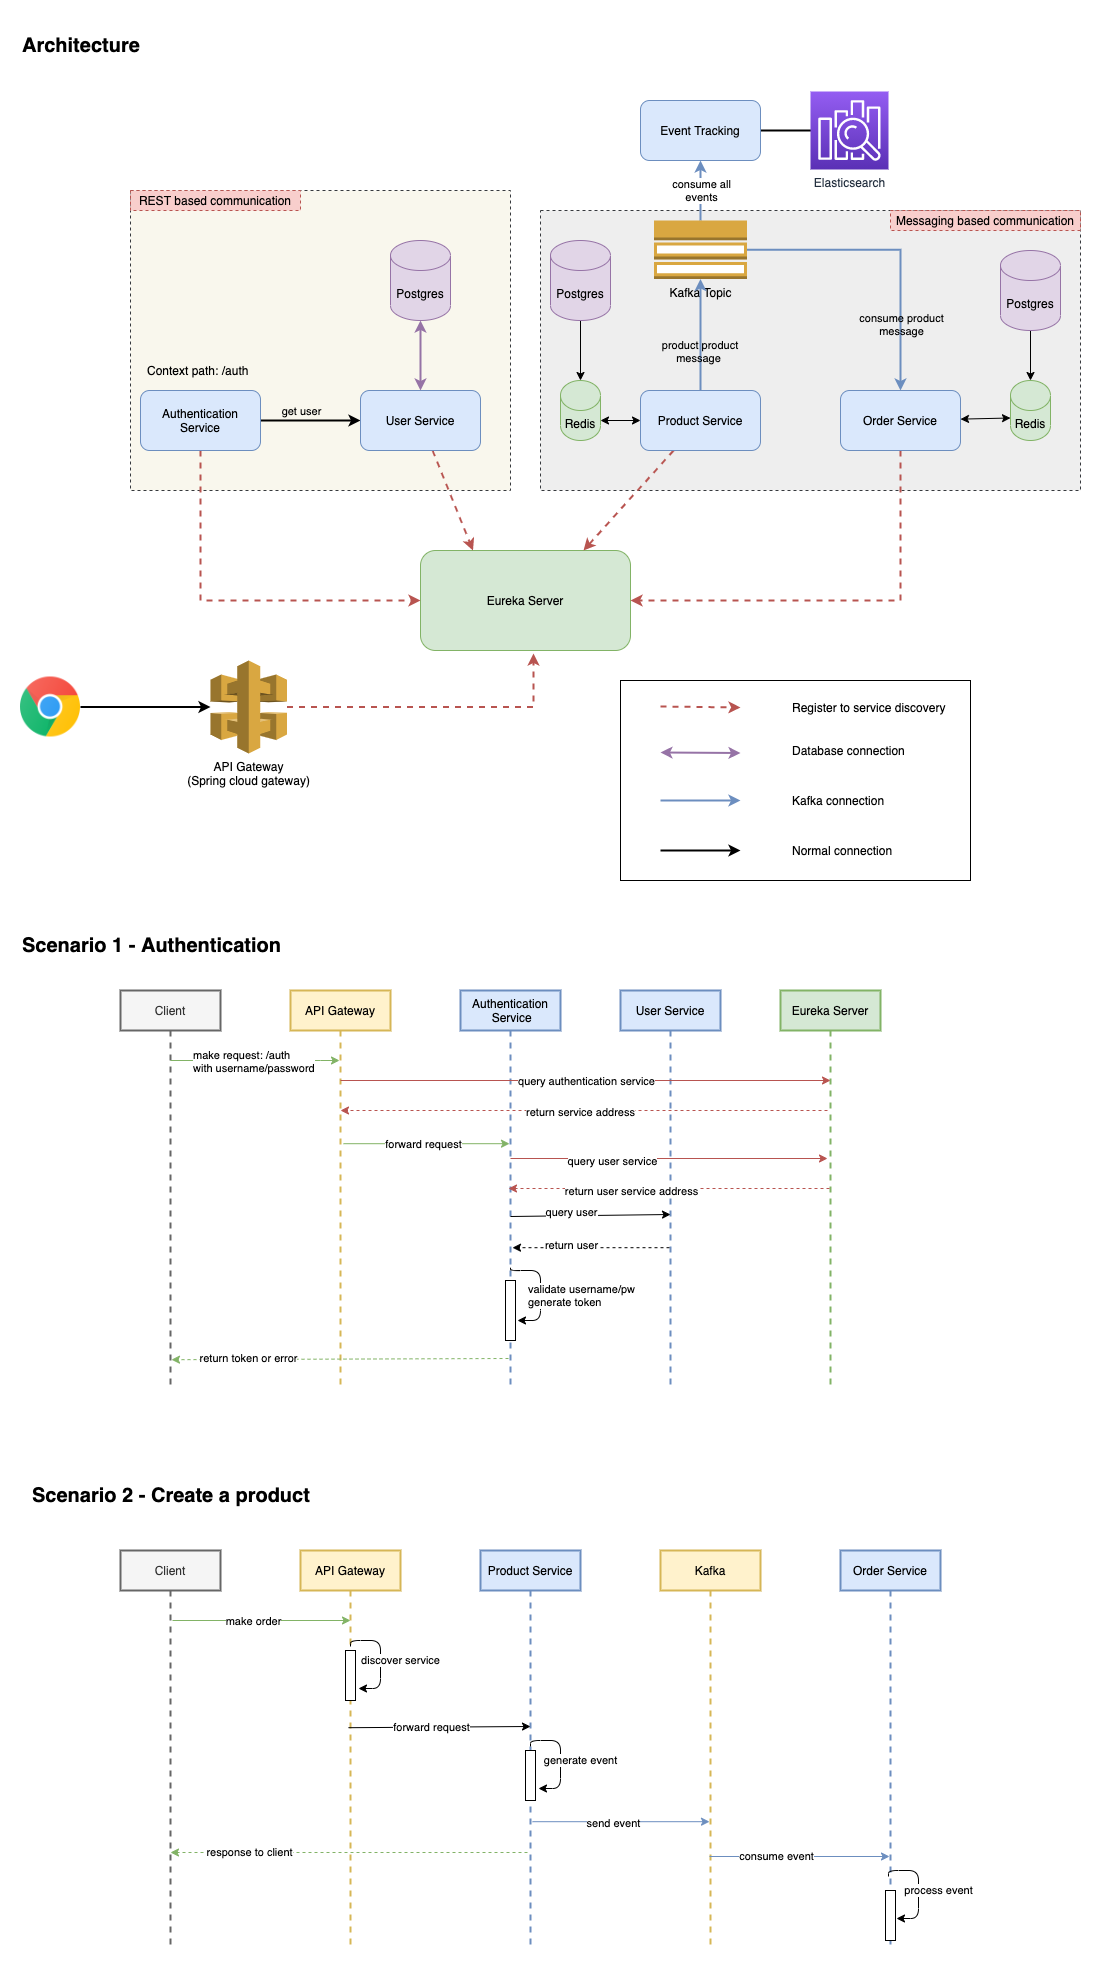 Architecture
Event Tracking
Elasticsearch
consume all
events
REST based communication
Messaging based communication
Postgres
Postgres
Kafka Topic
Postgres
consume product
message
product product
message
Context path: /auth
Authentication
Service
get user
User Service
Redis
Product Service
Order Service
Redis
Eureka Server
API Gateway
(Spring cloud gateway)
Register to service discovery
Database connection
Kafka connection
Normal connection
Scenario 1 - Authentication
Client
API Gateway
Authentication
Service
User Service
Eureka Server
make request: /auth
with username/password
query authentication service
return service address
forward request
query user service
return user service address
query user
return user
validate username/pw
generate token
return token or error
Scenario 2 - Create a product
Client
API Gateway
Product Service
Kafka
Order Service
make order
discover service
forward request
generate event
send event
response to client
consume event
process event